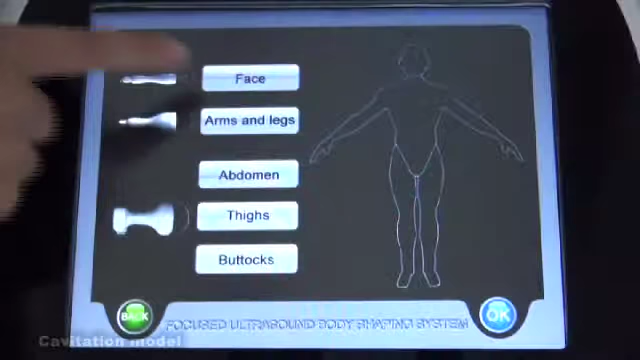 Face
Arms and legs
Abdomen
Thighs
Buttocks
BACK
OK
FOCUSED ULTRASOUND BODY SHAPING SYSTEM
Cavitation model